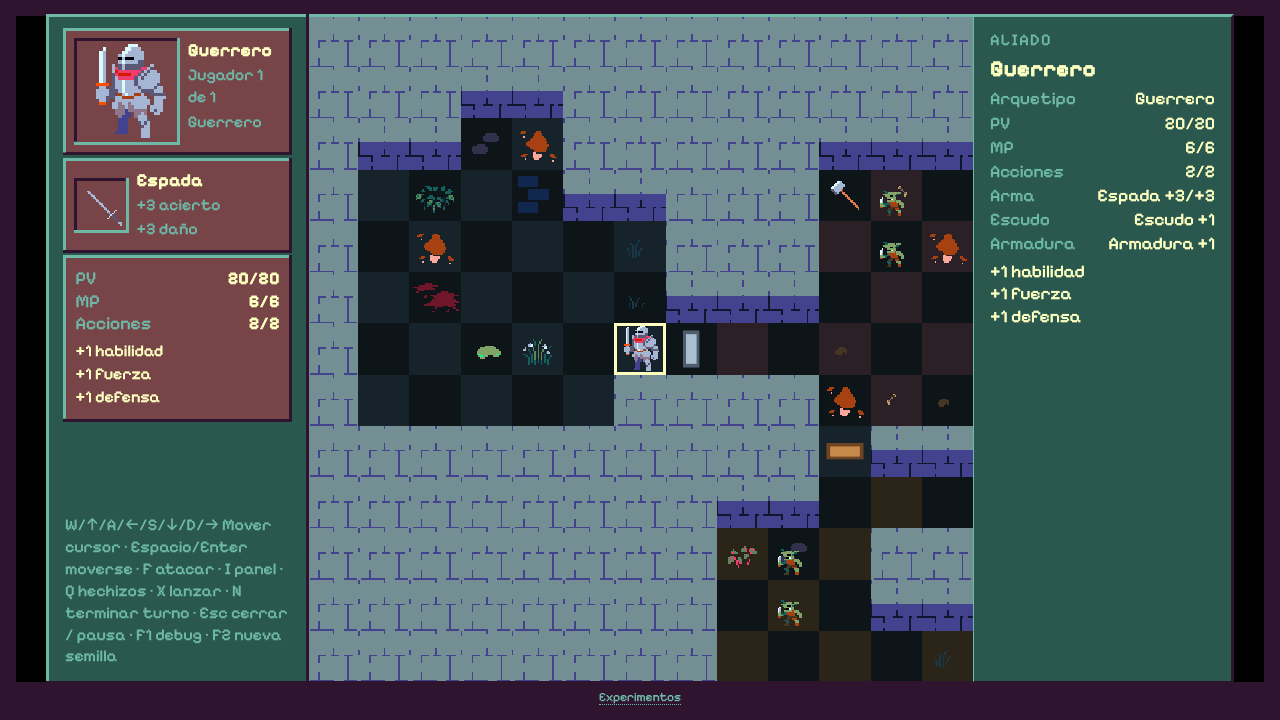 Guerrero
Jugador 1
de 1
Guerrero
Espada
+3 acierto
+3 daño
PV 20/20
MP 6/6
Acciones 2/2
+1 habilidad
+1 fuerza
+1 defensa
W/↑/A/←/S/↓/D/→ Mover
cursor · Espacio/Enter
moverse · F atacar · I panel ·
Q hechizos · X lanzar · N
terminar turno · Esc cerrar
/ pausa · F1 debug · F2 nueva
semilla
ALIADO
Guerrero
Arquetipo Guerrero
PV 20/20
MP 6/6
Acciones 2/2
Arma Espada +3/+3
Escudo Escudo +1
Armadura Armadura +1
+1 habilidad
+1 fuerza
+1 defensa
Experimentos